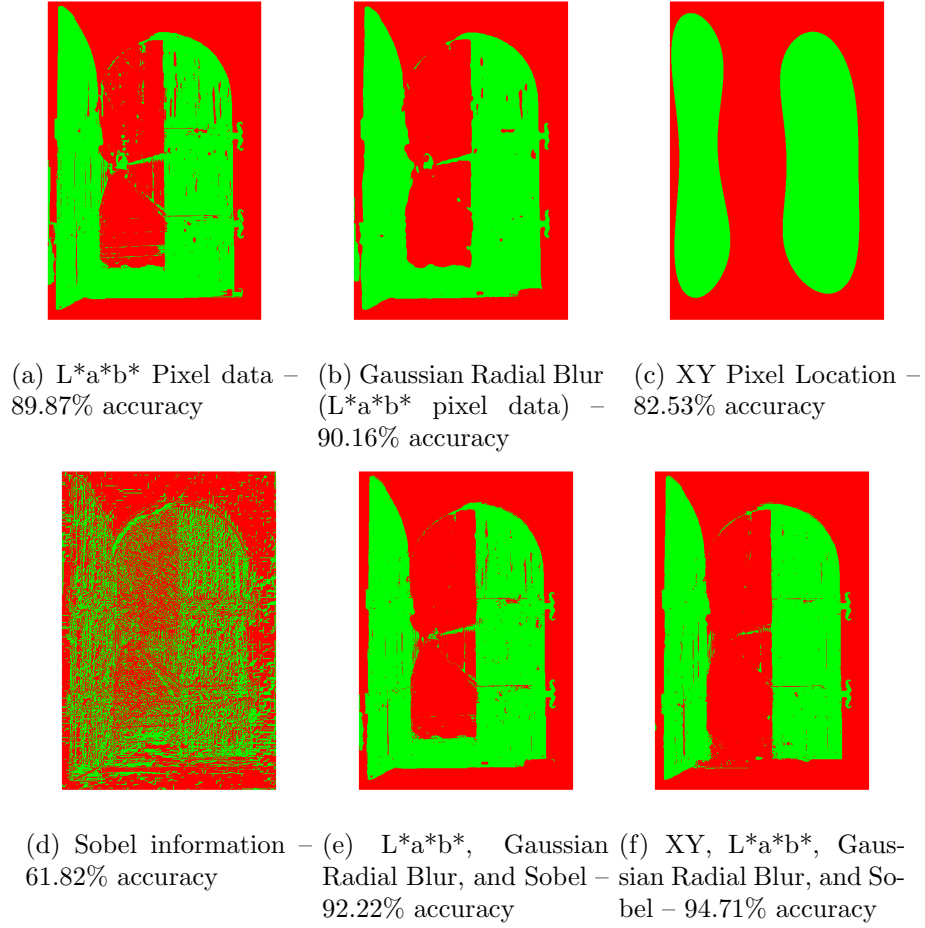 (a) L*a*b* Pixel data –
89.87% accuracy
(b) Gaussian Radial Blur
(L*a*b* pixel data) –
90.16% accuracy
(c) XY Pixel Location –
82.53% accuracy
(d) Sobel information –
61.82% accuracy
(e) L*a*b*, Gaussian
Radial Blur, and Sobel –
92.22% accuracy
(f) XY, L*a*b*, Gaus-
sian Radial Blur, and So-
bel – 94.71% accuracy